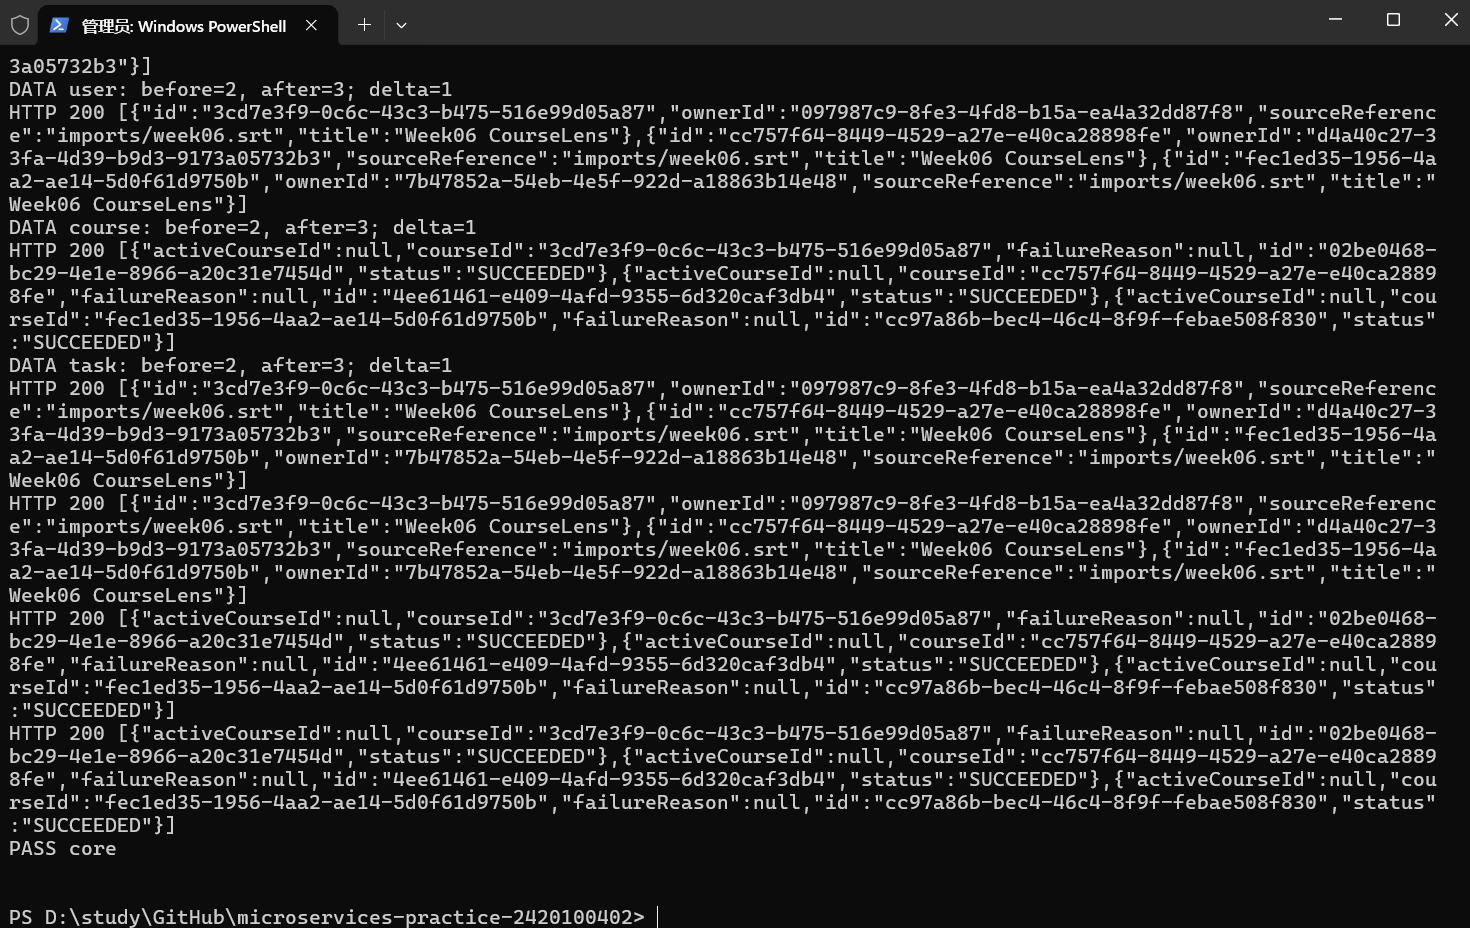 管理员: Windows PowerShell
3a05732b3"}]
DATA user: before=2, after=3; delta=1
HTTP 200 [{"id":"3cd7e3f9-0c6c-43c3-b475-516e99d05a87","ownerId":"097987c9-8fe3-4fd8-b15a-ea4a32dd87f8","sourceReferenc
e":"imports/week06.srt","title":"Week06 CourseLens"},{"id":"cc757f64-8449-4529-a27e-e40ca28898fe","ownerId":"d4a40c27-3
3fa-4d39-b9d3-9173a05732b3","sourceReference":"imports/week06.srt","title":"Week06 CourseLens"},{"id":"fec1ed35-1956-4a
a2-ae14-5d0f61d9750b","ownerId":"7b47852a-54eb-4e5f-922d-a18863b14e48","sourceReference":"imports/week06.srt","title":"
Week06 CourseLens"}]
DATA course: before=2, after=3; delta=1
HTTP 200 [{"activeCourseId":null,"courseId":"3cd7e3f9-0c6c-43c3-b475-516e99d05a87","failureReason":null,"id":"02be0468-
bc29-4e1e-8966-a20c31e7454d","status":"SUCCEEDED"},{"activeCourseId":null,"courseId":"cc757f64-8449-4529-a27e-e40ca2889
8fe","failureReason":null,"id":"4ee61461-e409-4afd-9355-6d320caf3db4","status":"SUCCEEDED"},{"activeCourseId":null,"cou
rseId":"fec1ed35-1956-4aa2-ae14-5d0f61d9750b","failureReason":null,"id":"cc97a86b-bec4-46c4-8f9f-febae508f830","status"
:"SUCCEEDED"}]
DATA task: before=2, after=3; delta=1
HTTP 200 [{"id":"3cd7e3f9-0c6c-43c3-b475-516e99d05a87","ownerId":"097987c9-8fe3-4fd8-b15a-ea4a32dd87f8","sourceReferenc
e":"imports/week06.srt","title":"Week06 CourseLens"},{"id":"cc757f64-8449-4529-a27e-e40ca28898fe","ownerId":"d4a40c27-3
3fa-4d39-b9d3-9173a05732b3","sourceReference":"imports/week06.srt","title":"Week06 CourseLens"},{"id":"fec1ed35-1956-4a
a2-ae14-5d0f61d9750b","ownerId":"7b47852a-54eb-4e5f-922d-a18863b14e48","sourceReference":"imports/week06.srt","title":"
Week06 CourseLens"}]
HTTP 200 [{"id":"3cd7e3f9-0c6c-43c3-b475-516e99d05a87","ownerId":"097987c9-8fe3-4fd8-b15a-ea4a32dd87f8","sourceReferenc
e":"imports/week06.srt","title":"Week06 CourseLens"},{"id":"cc757f64-8449-4529-a27e-e40ca28898fe","ownerId":"d4a40c27-3
3fa-4d39-b9d3-9173a05732b3","sourceReference":"imports/week06.srt","title":"Week06 CourseLens"},{"id":"fec1ed35-1956-4a
a2-ae14-5d0f61d9750b","ownerId":"7b47852a-54eb-4e5f-922d-a18863b14e48","sourceReference":"imports/week06.srt","title":"
Week06 CourseLens"}]
HTTP 200 [{"activeCourseId":null,"courseId":"3cd7e3f9-0c6c-43c3-b475-516e99d05a87","failureReason":null,"id":"02be0468-
bc29-4e1e-8966-a20c31e7454d","status":"SUCCEEDED"},{"activeCourseId":null,"courseId":"cc757f64-8449-4529-a27e-e40ca2889
8fe","failureReason":null,"id":"4ee61461-e409-4afd-9355-6d320caf3db4","status":"SUCCEEDED"},{"activeCourseId":null,"cou
rseId":"fec1ed35-1956-4aa2-ae14-5d0f61d9750b","failureReason":null,"id":"cc97a86b-bec4-46c4-8f9f-febae508f830","status"
:"SUCCEEDED"}]
HTTP 200 [{"activeCourseId":null,"courseId":"3cd7e3f9-0c6c-43c3-b475-516e99d05a87","failureReason":null,"id":"02be0468-
bc29-4e1e-8966-a20c31e7454d","status":"SUCCEEDED"},{"activeCourseId":null,"courseId":"cc757f64-8449-4529-a27e-e40ca2889
8fe","failureReason":null,"id":"4ee61461-e409-4afd-9355-6d320caf3db4","status":"SUCCEEDED"},{"activeCourseId":null,"cou
rseId":"fec1ed35-1956-4aa2-ae14-5d0f61d9750b","failureReason":null,"id":"cc97a86b-bec4-46c4-8f9f-febae508f830","status"
:"SUCCEEDED"}]
PASS core
PS D:\study\GitHub\microservices-practice-2420100402>